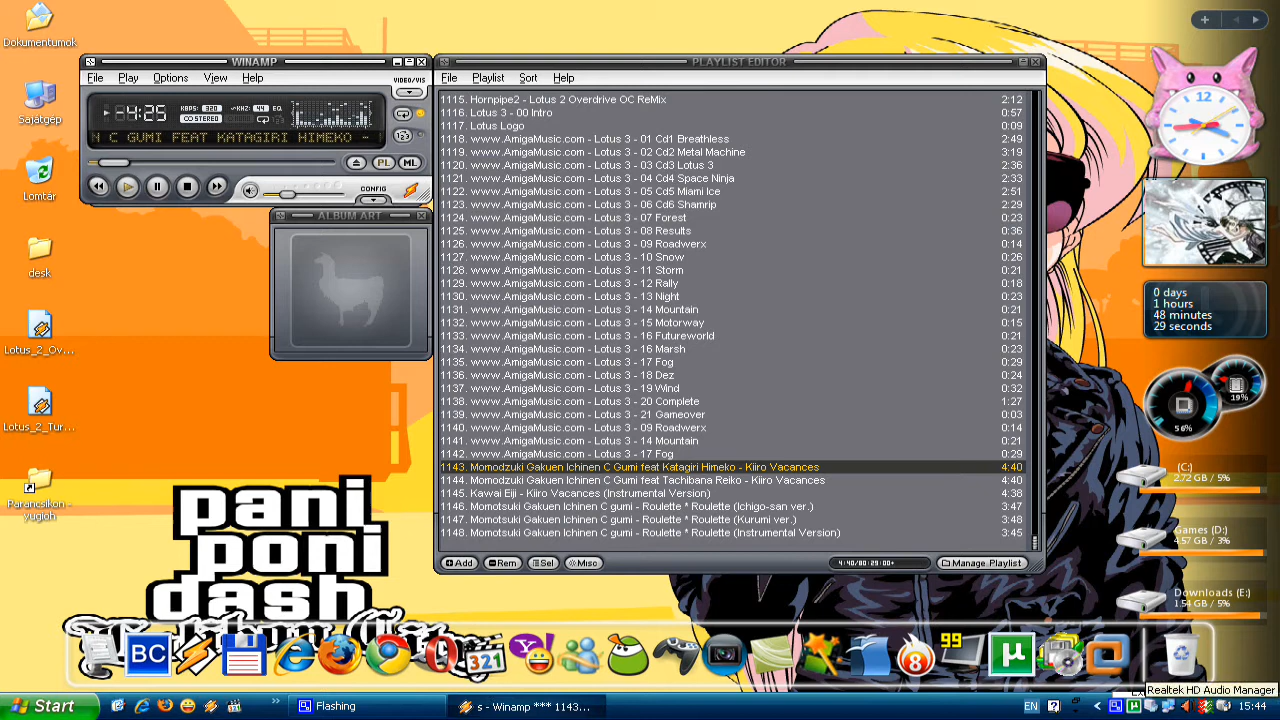 Dokumentumok
Sajátgép
Lomtár
desk
Lotus_2_Ov...
Lotus_2_Tur...
Parancsikon -
yugioh
WINAMP
File Play Options View Help
VIDEO/VIS
-4:25
KBPS: 320 KHZ: 44 EQ
CO STEREO
N C GUMI FEAT KATAGIRI HIMEKO -
PL ML
CONFIG
ALBUM ART
PLAYLIST EDITOR
File Playlist Sort Help
1115. Hornpipe2 - Lotus 2 Overdrive OC ReMix 2:12
1116. Lotus 3 - 00 Intro 0:57
1117. Lotus Logo 0:09
1118. www.AmigaMusic.com - Lotus 3 - 01 Cd1 Breathless 2:49
1119. www.AmigaMusic.com - Lotus 3 - 02 Cd2 Metal Machine 3:19
1120. www.AmigaMusic.com - Lotus 3 - 03 Cd3 Lotus 3 2:36
1121. www.AmigaMusic.com - Lotus 3 - 04 Cd4 Space Ninja 2:33
1122. www.AmigaMusic.com - Lotus 3 - 05 Cd5 Miami Ice 2:51
1123. www.AmigaMusic.com - Lotus 3 - 06 Cd6 Shamrip 2:29
1124. www.AmigaMusic.com - Lotus 3 - 07 Forest 0:23
1125. www.AmigaMusic.com - Lotus 3 - 08 Results 0:36
1126. www.AmigaMusic.com - Lotus 3 - 09 Roadwerx 0:14
1127. www.AmigaMusic.com - Lotus 3 - 10 Snow 0:26
1128. www.AmigaMusic.com - Lotus 3 - 11 Storm 0:21
1129. www.AmigaMusic.com - Lotus 3 - 12 Rally 0:18
1130. www.AmigaMusic.com - Lotus 3 - 13 Night 0:23
1131. www.AmigaMusic.com - Lotus 3 - 14 Mountain 0:21
1132. www.AmigaMusic.com - Lotus 3 - 15 Motorway 0:15
1133. www.AmigaMusic.com - Lotus 3 - 16 Futureworld 0:21
1134. www.AmigaMusic.com - Lotus 3 - 16 Marsh 0:23
1135. www.AmigaMusic.com - Lotus 3 - 17 Fog 0:29
1136. www.AmigaMusic.com - Lotus 3 - 18 Dez 0:24
1137. www.AmigaMusic.com - Lotus 3 - 19 Wind 0:32
1138. www.AmigaMusic.com - Lotus 3 - 20 Complete 1:27
1139. www.AmigaMusic.com - Lotus 3 - 21 Gameover 0:03
1140. www.AmigaMusic.com - Lotus 3 - 09 Roadwerx 0:14
1141. www.AmigaMusic.com - Lotus 3 - 14 Mountain 0:21
1142. www.AmigaMusic.com - Lotus 3 - 17 Fog 0:29
1143. Momodzuki Gakuen Ichinen C Gumi feat Katagiri Himeko - Kiiro Vacances 4:40
1144. Momodzuki Gakuen Ichinen C Gumi feat Tachibana Reiko - Kiiro Vacances 4:40
1145. Kawai Eiji - Kiiro Vacances (Instrumental Version) 4:38
1146. Momotsuki Gakuen Ichinen C gumi - Roulette * Roulette (Ichigo-san ver.) 3:47
1147. Momotsuki Gakuen Ichinen C gumi - Roulette * Roulette (Kurumi ver.) 3:48
1148. Momotsuki Gakuen Ichinen C gumi - Roulette * Roulette (Instrumental Version) 3:45
Add Rem Sel Misc
4:40/80:29:00+
Manage Playlist
12
0 days
1 hours
48 minutes
29 seconds
56%
19%
(C:)
2.72 GB / 5%
Games (D:)
4.57 GB / 3%
Downloads (E:)
1.54 GB / 5%
pani
poni
dash
BC
321
8
99
µ
Realtek HD Audio Manager
Start
Flashing
s - Winamp *** 1143...
EN
15:44